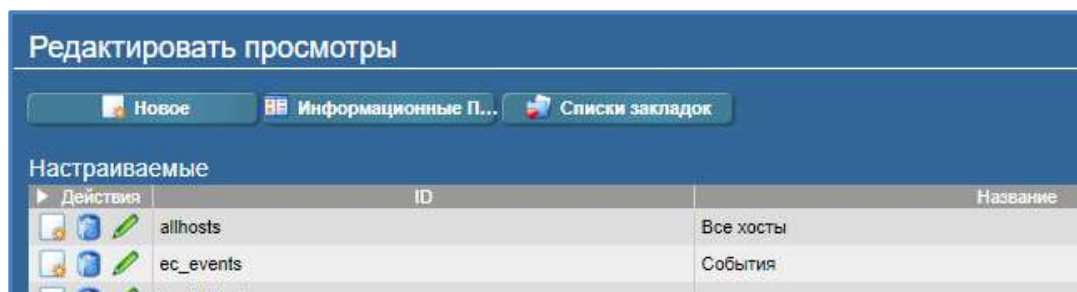 Редактировать просмотры
Новое Информационные П... Списки закладок
Настраиваемые
Действия ID Название
allhosts Все хосты
ec_events События